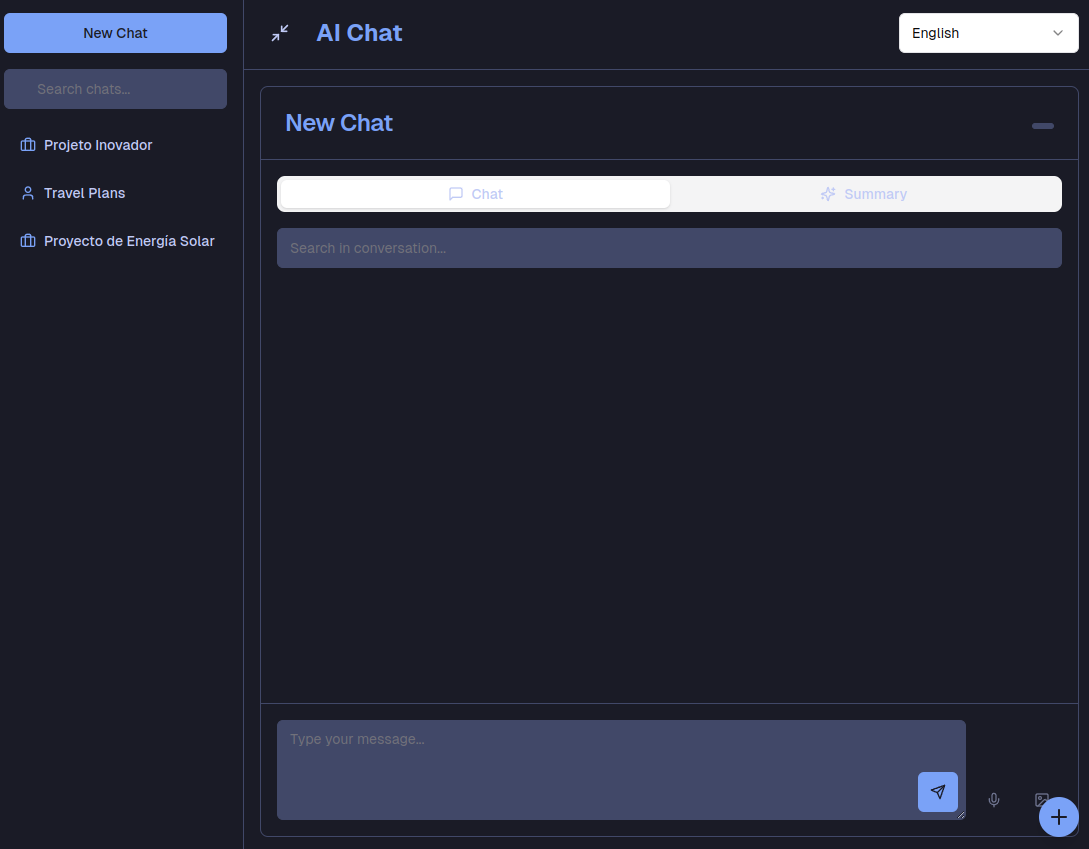 New Chat
Search chats...
Projeto Inovador
Travel Plans
Proyecto de Energía Solar
AI Chat
English
New Chat
Chat
Summary
Search in conversation...
Type your message...